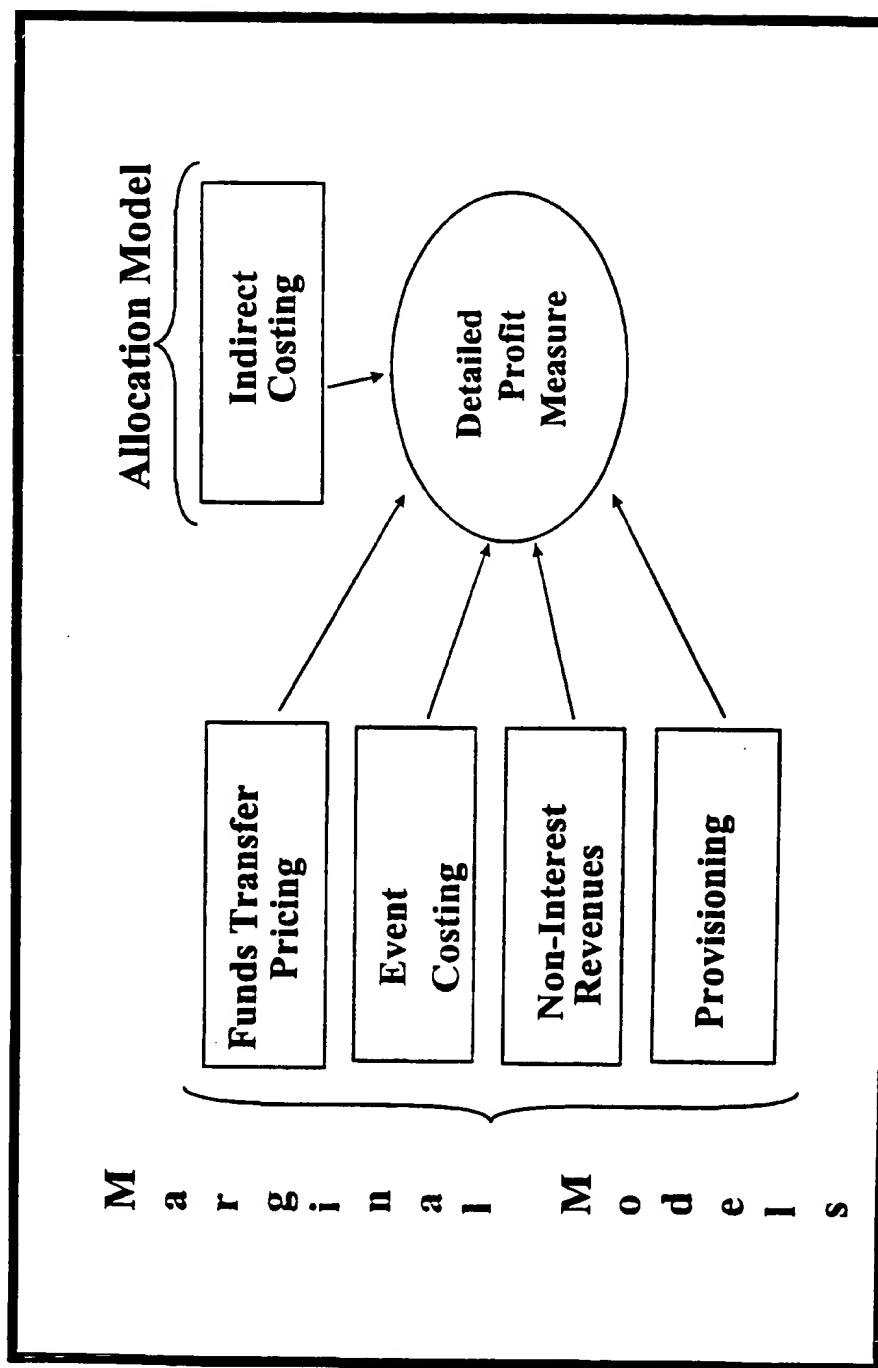 Allocation Model
Indirect
Costing
Detailed
Profit
Measure
Funds Transfer
Pricing
Event
Costing
Non-Interest
Revenues
Provisioning
Marginal Models